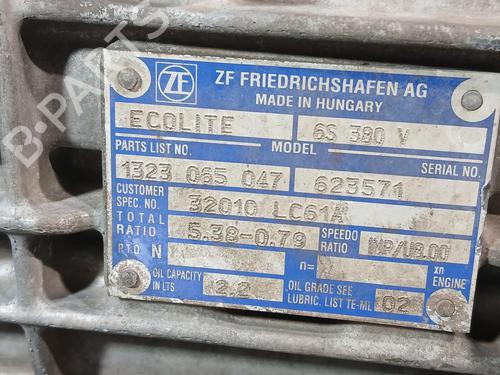 ZF
ZF FRIEDRICHSHAFEN AG
MADE IN HUNGARY
ECOLITE 6S 380 V
PARTS LIST NO. MODEL SERIAL NO.
1323 065 047 623571
CUSTOMER SPEC. NO. 32010 LC61A
TOTAL RATIO 5.38-0.79 SPEEDO RATIO
P.T.O. N n= xn ENGINE
OIL CAPACITY IN LTS. 2.2 OIL GRADE SEE LUBRIC. LIST TE-ML 02
B-PARTS